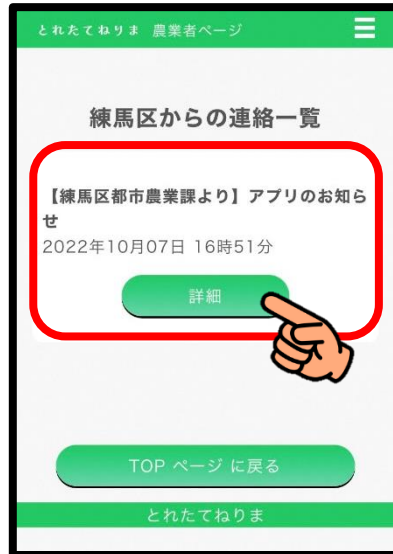 とれたてねりま 農業者ページ
練馬区からの連絡一覧
【練馬区都市農業課より】アプリのお知ら
せ
2022年10月07日 16時51分
詳細
TOP ページ に戻る
とれたてねりま